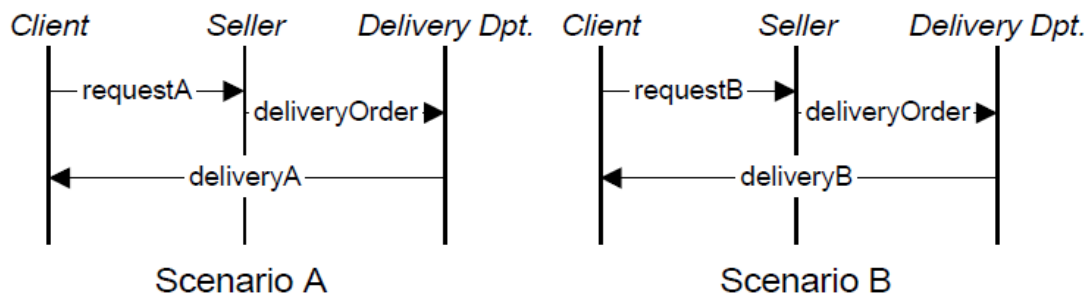 Client Seller Delivery Dpt.
requestA
deliveryOrder
deliveryA
Scenario A
Client Seller Delivery Dpt.
requestB
deliveryOrder
deliveryB
Scenario B